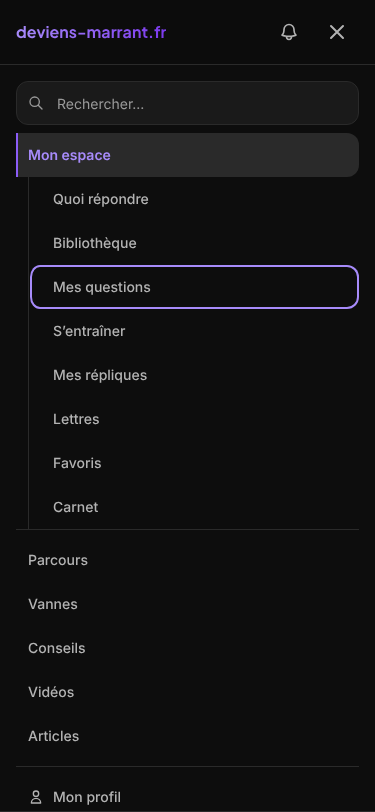 deviens-marrant.fr
Rechercher...
Mon espace
Quoi répondre
Bibliothèque
Mes questions
S’entraîner
Mes répliques
Lettres
Favoris
Carnet
Parcours
Vannes
Conseils
Vidéos
Articles
Mon profil